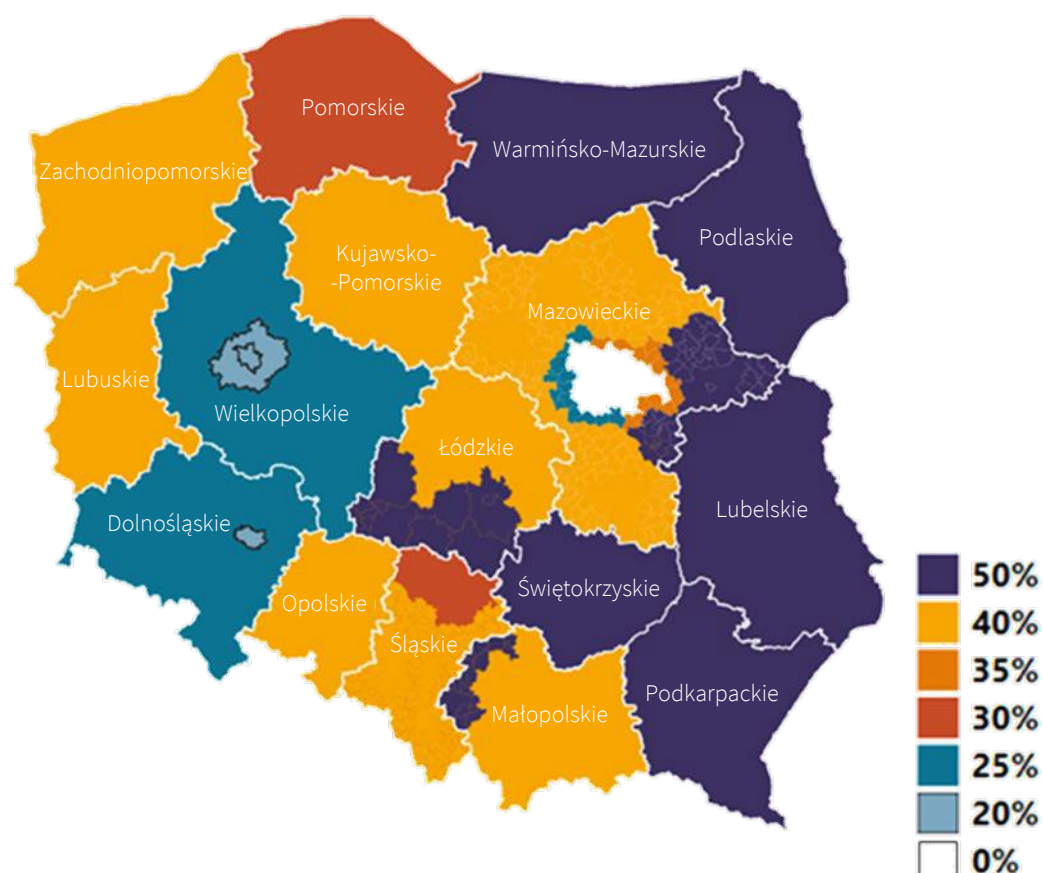 Pomorskie
Warmińsko-Mazurskie
Zachodniopomorskie
Podlaskie
Kujawsko-
-Pomorskie
Mazowieckie
Lubuskie
Wielkopolskie
Łódzkie
Lubelskie
Dolnośląskie
Świętokrzyskie
Opolskie
Śląskie
Podkarpackie
Małopolskie
50%
40%
35%
30%
25%
20%
0%